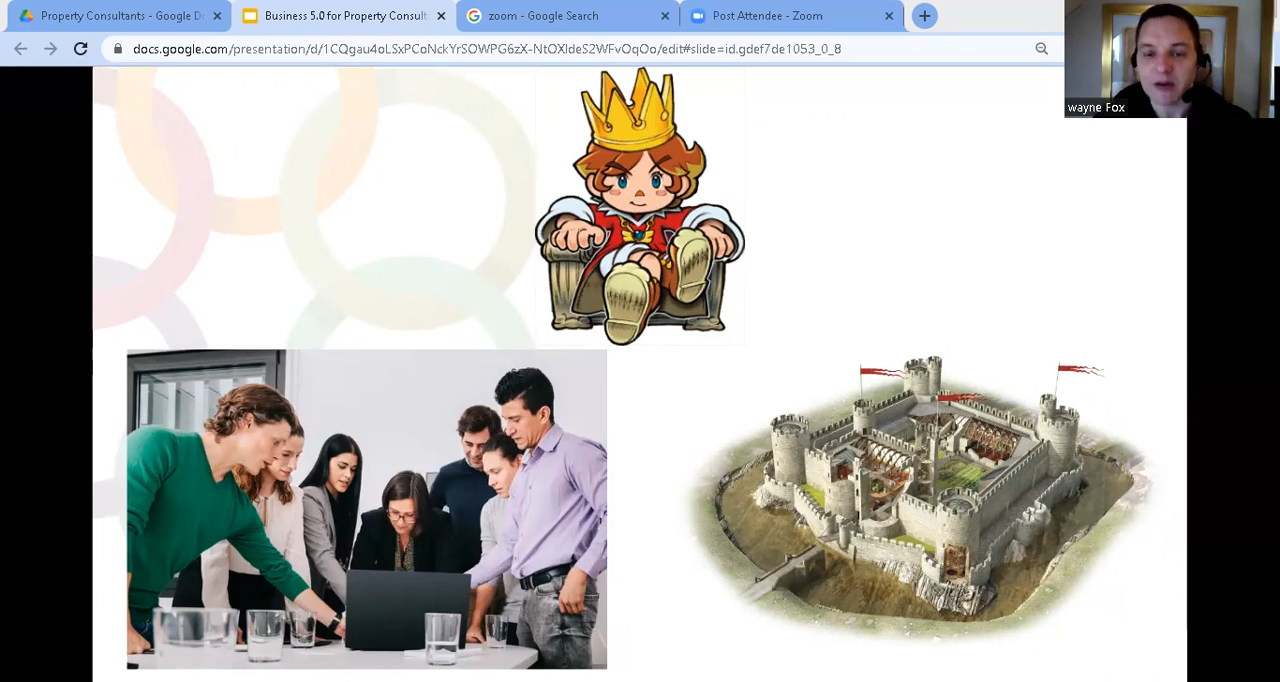 Property Consultants - Google D
Business 5.0 for Property Consult
zoom - Google Search
Post Attendee - Zoom
docs.google.com/presentation/d/1CQgau4oLSxPCoNckYrSOWPG6zX-NtOXldeS2WFvOqOo/edit#slide=id.gdef7de1053_0_8
wayne Fox